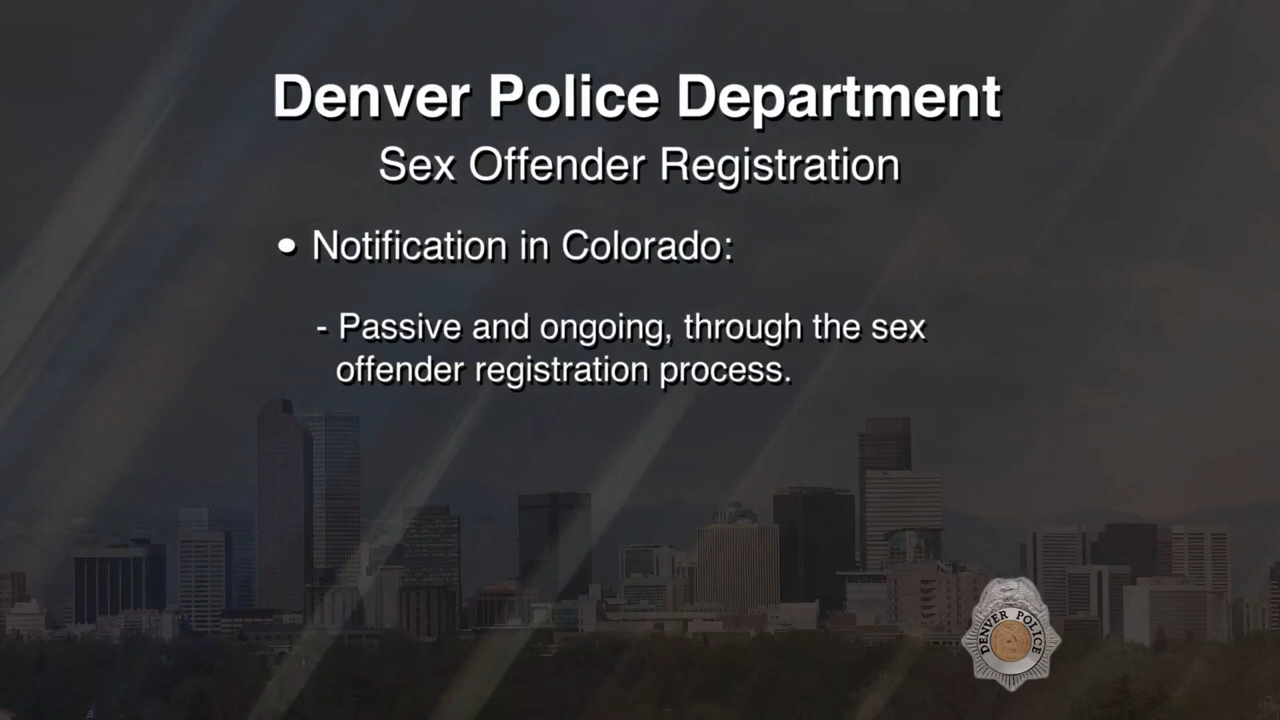 Denver Police Department
Sex Offender Registration
• Notification in Colorado:
- Passive and ongoing, through the sex
offender registration process.
DENVER POLICE